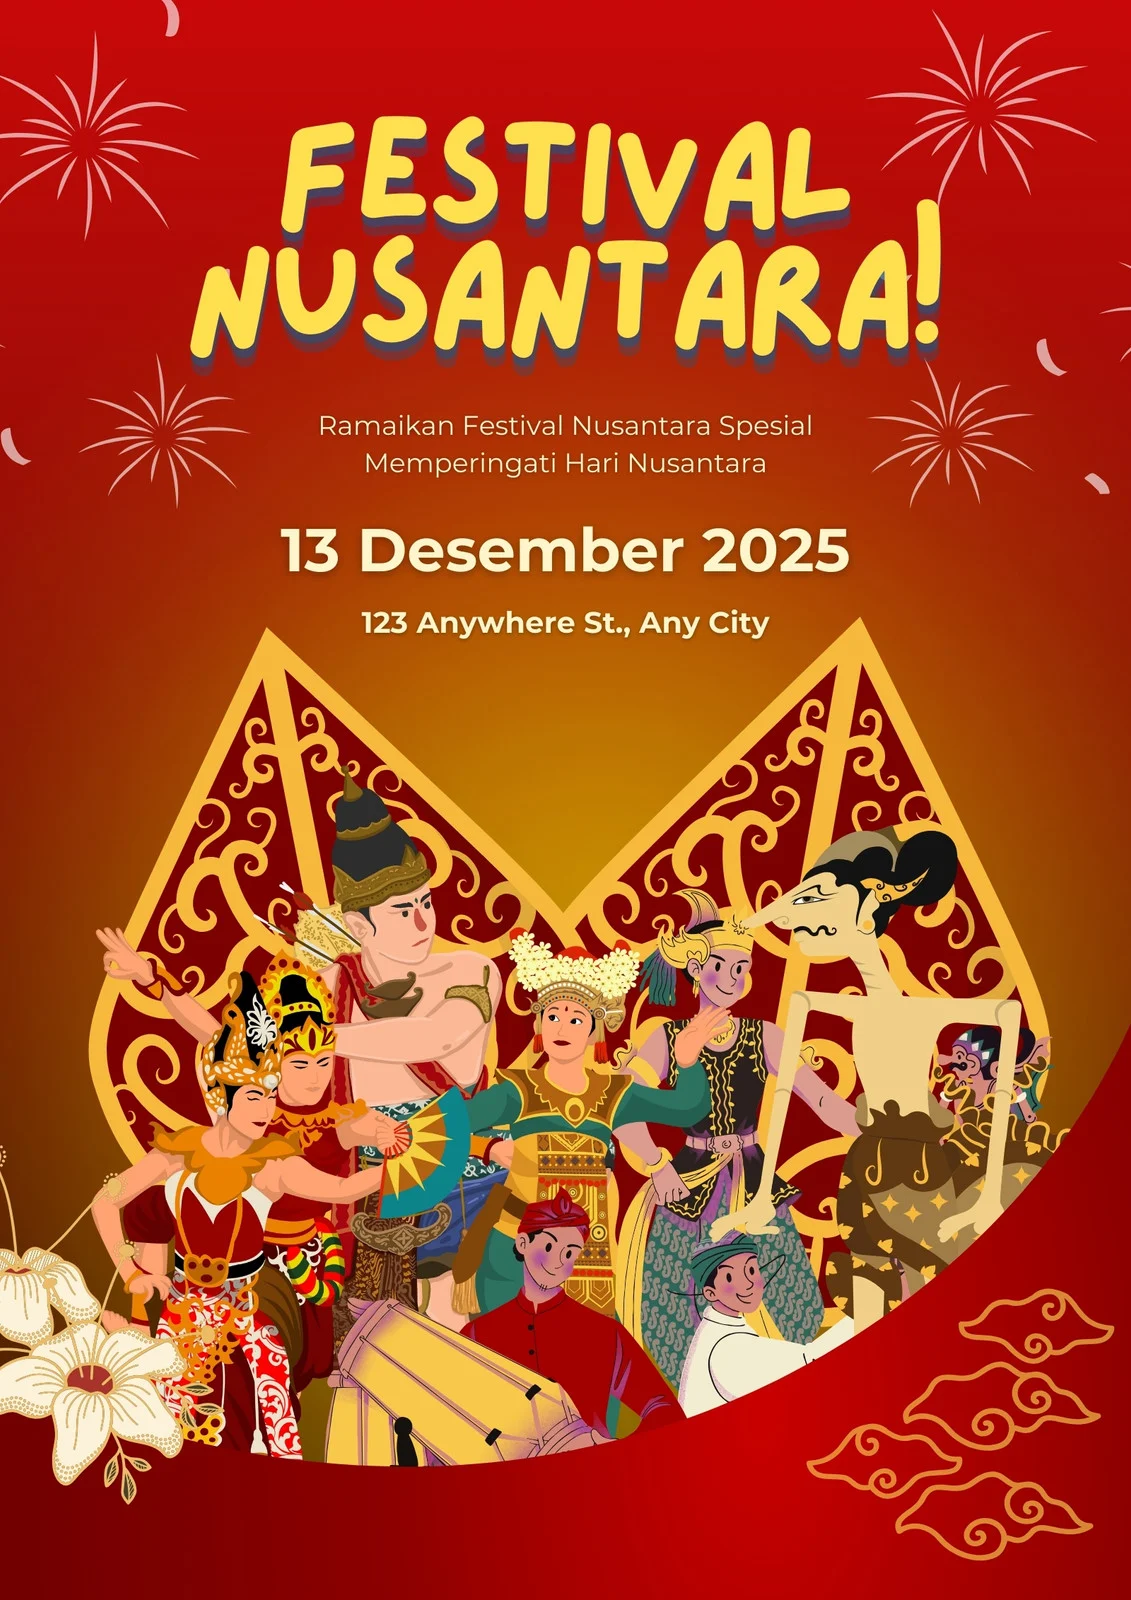 FESTIVAL
NUSANTARA!
Ramaikan Festival Nusantara Spesial
Memperingati Hari Nusantara
13 Desember 2025
123 Anywhere St., Any City